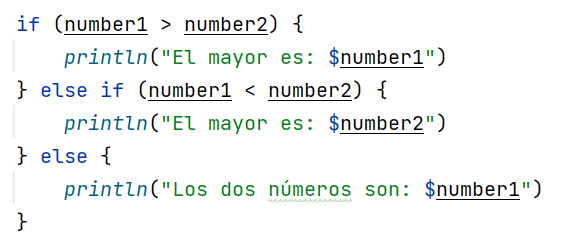 if (number1 > number2) {
    println("El mayor es: $number1")
} else if (number1 < number2) {
    println("El mayor es: $number2")
} else {
    println("Los dos números son: $number1")
}